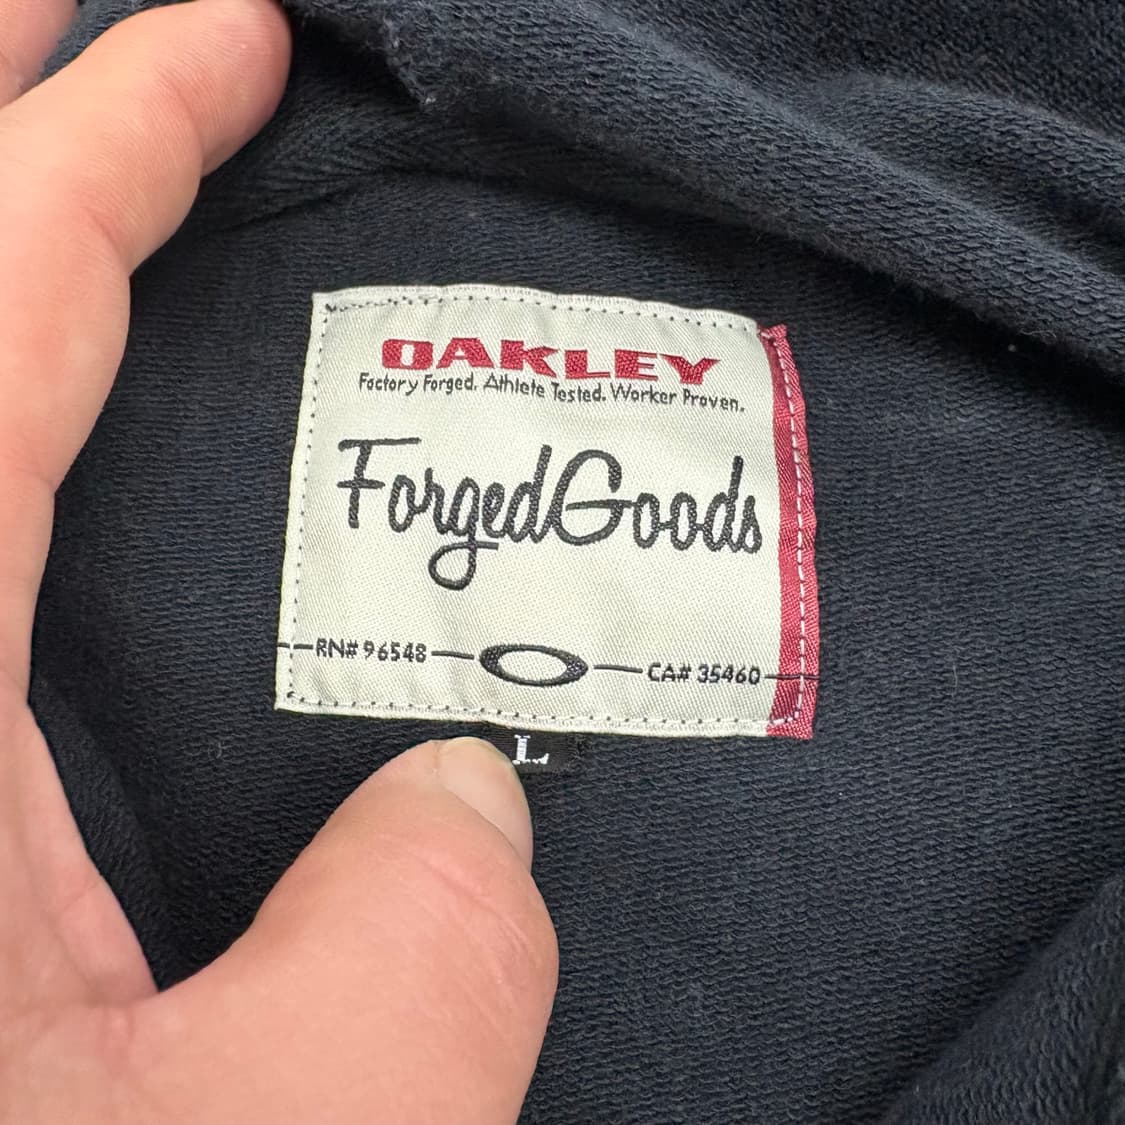 OAKLEY
Factory Forged. Athlete Tested. Worker Proven.
ForgedGoods
RN# 96548 CA# 35460
L